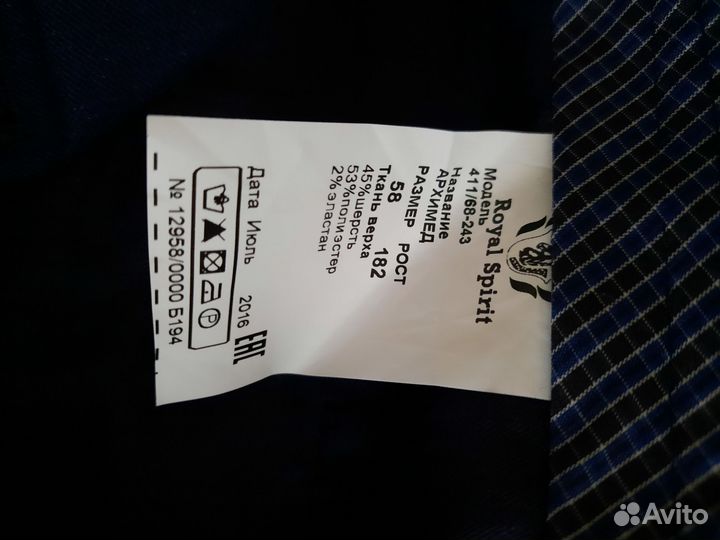 Royal Spirit
Модель
411/68-243
Название
АРХИМЕД
РАЗМЕР РОСТ
58 182
Ткань верха
45%шерсть
53%полиэстер
2%эластан
Дата Июль 2016
EAC
P
№ 12958/0000 Б194
Avito